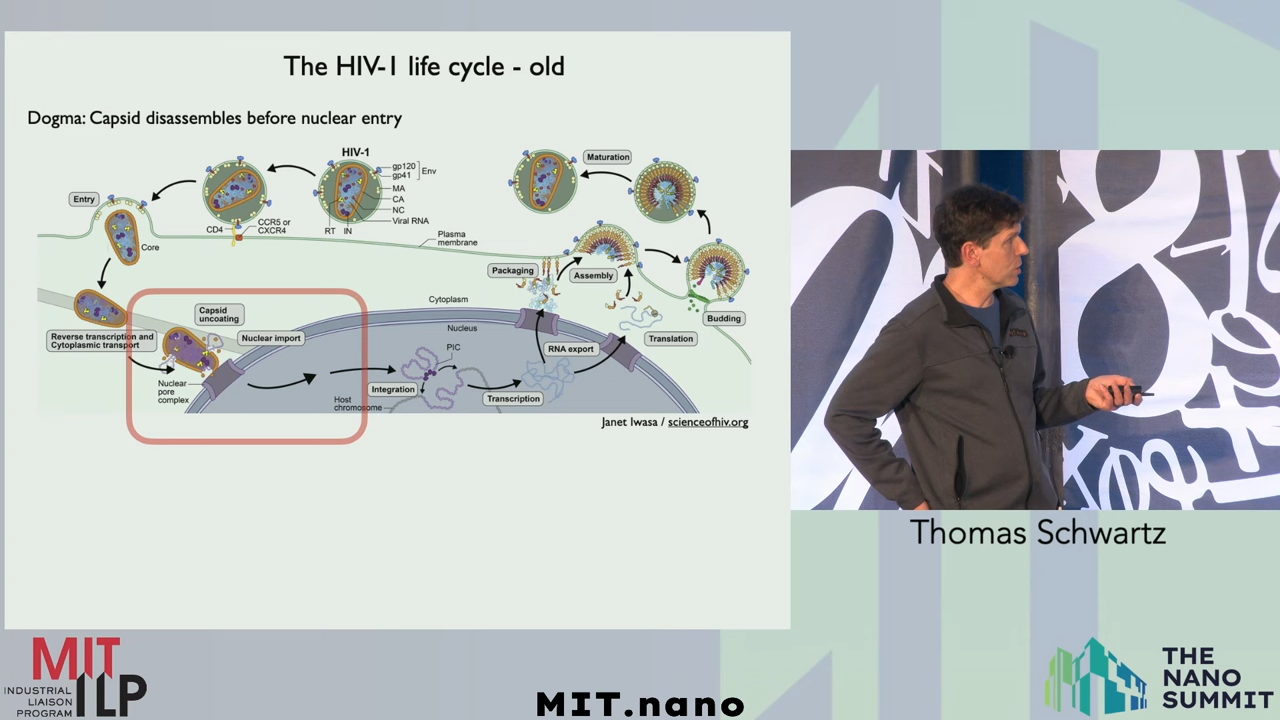 The HIV-1 life cycle - old
Dogma: Capsid disassembles before nuclear entry
HIV-1
gp120
gp41
Env
MA
CA
NC
Viral RNA
RT IN
Entry
Core
CD4
CCR5 or
CXCR4
Plasma
membrane
Maturation
Packaging
Assembly
Budding
Cytoplasm
Nucleus
Capsid
uncoating
Reverse transcription and
Cytoplasmic transport
Nuclear import
Nuclear
pore
complex
PIC
Integration
Host
chromosome
Transcription
RNA export
Translation
Janet Iwasa / scienceofhiv.org
Thomas Schwartz
MIT
ILP
INDUSTRIAL
LIAISON
PROGRAM
MIT.nano
THE
NANO
SUMMIT